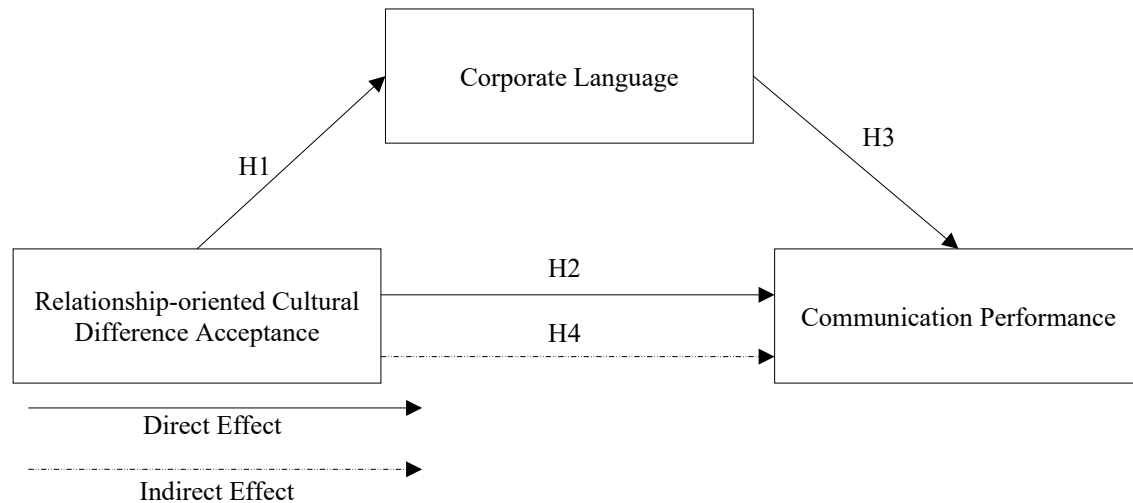 Corporate Language
H1
H3
H2
Relationship-oriented Cultural
Difference Acceptance
Communication Performance
H4
Direct Effect
Indirect Effect